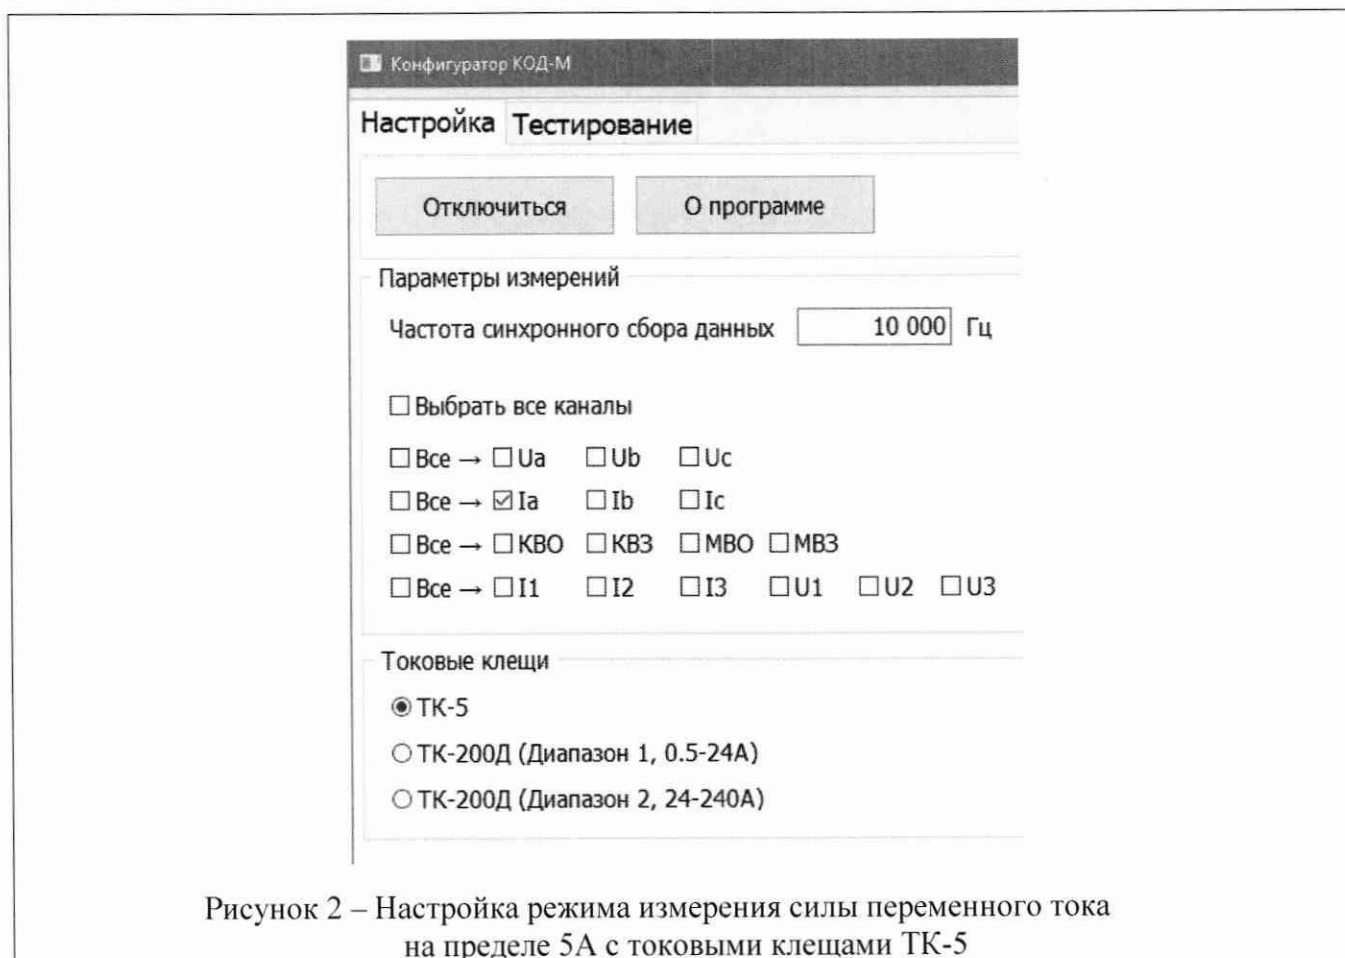 Конфигуратор КОД-М
Настройка Тестирование
Отключиться О программе
Параметры измерений
Частота синхронного сбора данных 10 000 Гц
Выбрать все каналы
Все → Ua Ub Uc
Все → Ia Ib Ic
Все → КВО КВЗ МВО МВЗ
Все → I1 I2 I3 U1 U2 U3
Токовые клещи
ТК-5
ТК-200Д (Диапазон 1, 0.5-24А)
ТК-200Д (Диапазон 2, 24-240А)
Рисунок 2 – Настройка режима измерения силы переменного тока
на пределе 5А с токовыми клещами ТК-5